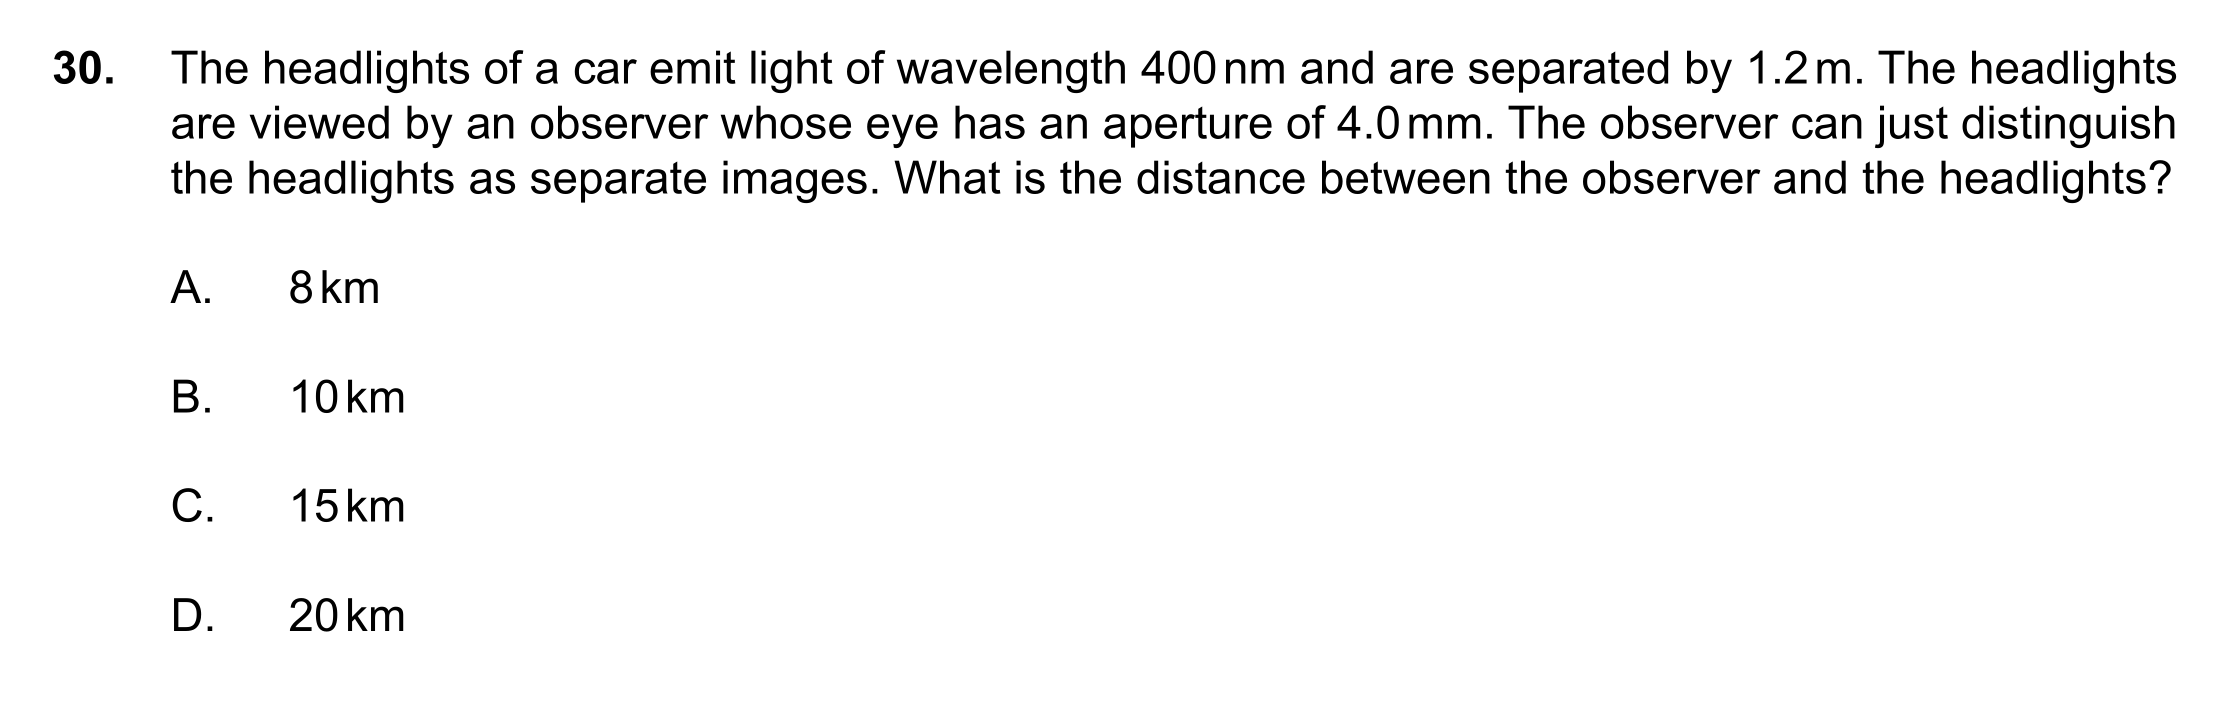 30. The headlights of a car emit light of wavelength 400 nm and are separated by 1.2 m. The headlights
are viewed by an observer whose eye has an aperture of 4.0 mm. The observer can just distinguish
the headlights as separate images. What is the distance between the observer and the headlights?
A. 8 km
B. 10 km
C. 15 km
D. 20 km